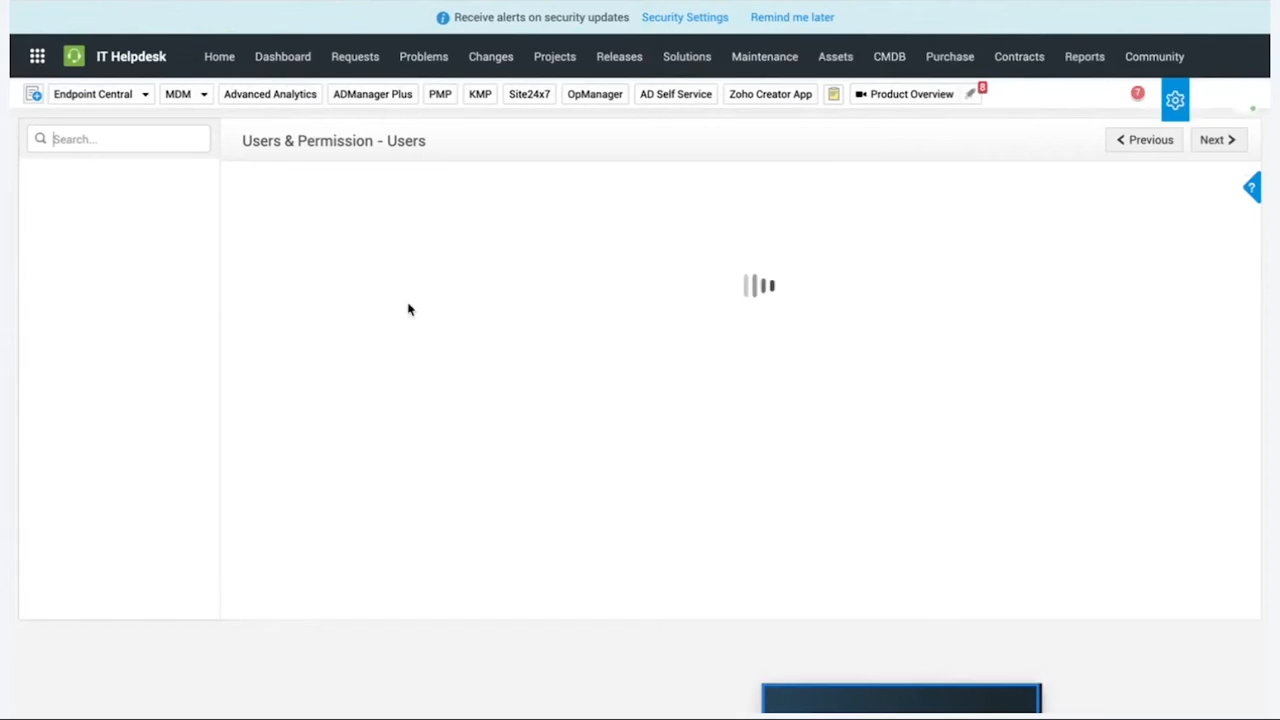 Receive alerts on security updates Security Settings Remind me later
IT Helpdesk Home Dashboard Requests Problems Changes Projects Releases Solutions Maintenance Assets CMDB Purchase Contracts Reports Community
Endpoint Central MDM Advanced Analytics ADManager Plus PMP KMP Site24x7 OpManager AD Self Service Zoho Creator App Product Overview 8 7
Search... Users & Permission - Users Previous Next
?